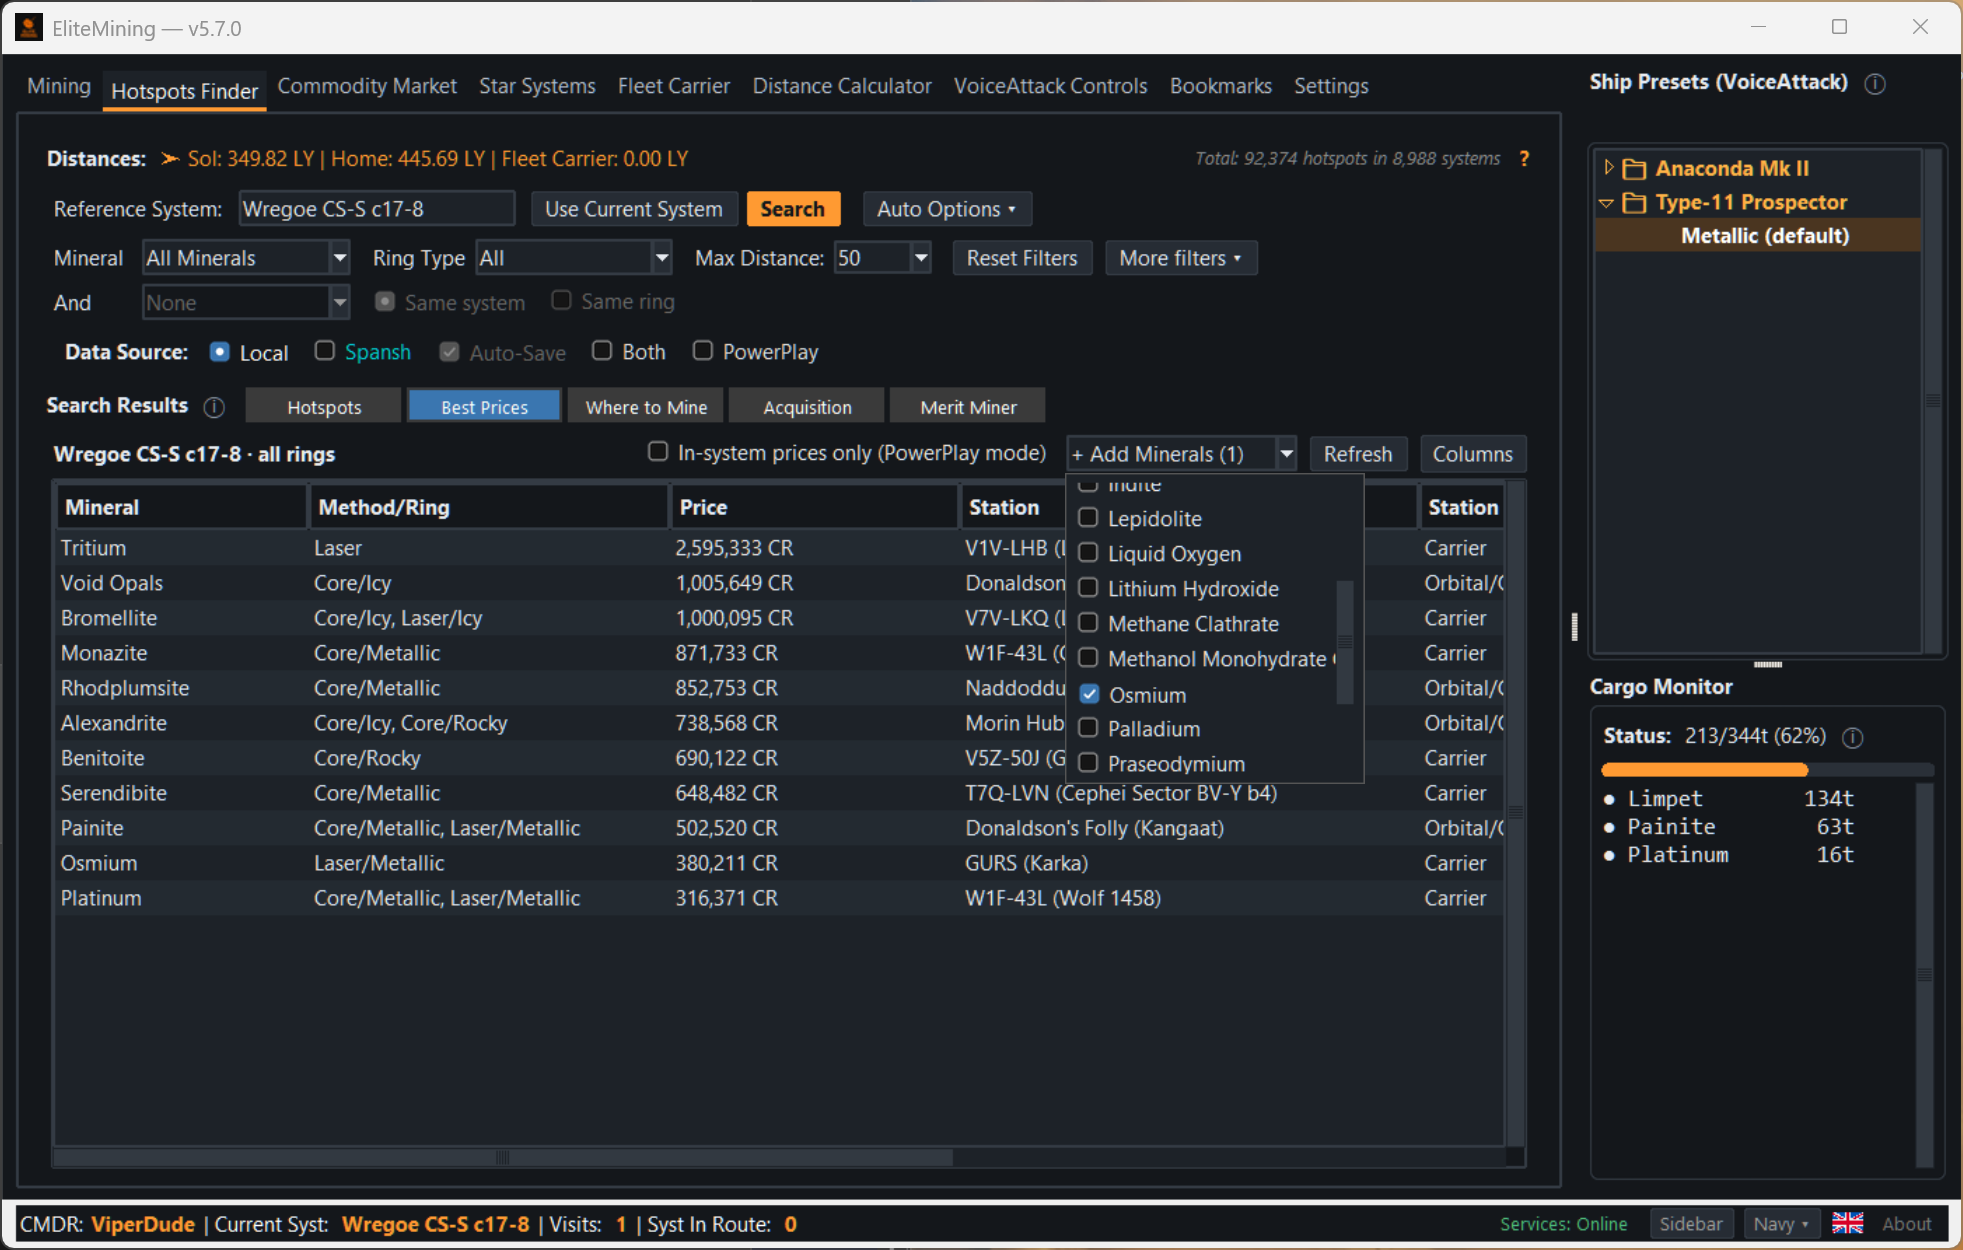 EliteMining — v5.7.0
Mining Hotspots Finder Commodity Market Star Systems Fleet Carrier Distance Calculator VoiceAttack Controls Bookmarks Settings
Ship Presets (VoiceAttack)
Distances: Sol: 349.82 LY | Home: 445.69 LY | Fleet Carrier: 0.00 LY
Total: 92,374 hotspots in 8,988 systems ?
Reference System: Wregoe CS-S c17-8 Use Current System Search Auto Options
Mineral All Minerals Ring Type All Max Distance: 50 Reset Filters More filters
And None Same system Same ring
Data Source: Local Spansh Auto-Save Both PowerPlay
Search Results Hotspots Best Prices Where to Mine Acquisition Merit Miner
Wregoe CS-S c17-8 · all rings In-system prices only (PowerPlay mode) + Add Minerals (1) Refresh Columns
Mineral Method/Ring Price Station Station
Tritium Laser 2,595,333 CR V1V-LHB Carrier
Void Opals Core/Icy 1,005,649 CR Donaldson Orbital/
Bromellite Core/Icy, Laser/Icy 1,000,095 CR V7V-LKQ Carrier
Monazite Core/Metallic 871,733 CR W1F-43L Carrier
Rhodplumsite Core/Metallic 852,753 CR Naddoddu Orbital/
Alexandrite Core/Icy, Core/Rocky 738,568 CR Morin Hub Orbital/
Benitoite Core/Rocky 690,122 CR V5Z-50J (G Carrier
Serendibite Core/Metallic 648,482 CR T7Q-LVN (Cephei Sector BV-Y b4) Carrier
Painite Core/Metallic, Laser/Metallic 502,520 CR Donaldson's Folly (Kangaat) Orbital/
Osmium Laser/Metallic 380,211 CR GURS (Karka) Carrier
Platinum Core/Metallic, Laser/Metallic 316,371 CR W1F-43L (Wolf 1458) Carrier
Indite
Lepidolite
Liquid Oxygen
Lithium Hydroxide
Methane Clathrate
Methanol Monohydrate
Osmium
Palladium
Praseodymium
Anaconda Mk II
Type-11 Prospector
Metallic (default)
Cargo Monitor
Status: 213/344t (62%)
Limpet 134t
Painite 63t
Platinum 16t
CMDR: ViperDude | Current Syst: Wregoe CS-S c17-8 | Visits: 1 | Syst In Route: 0
Services: Online Sidebar Navy About